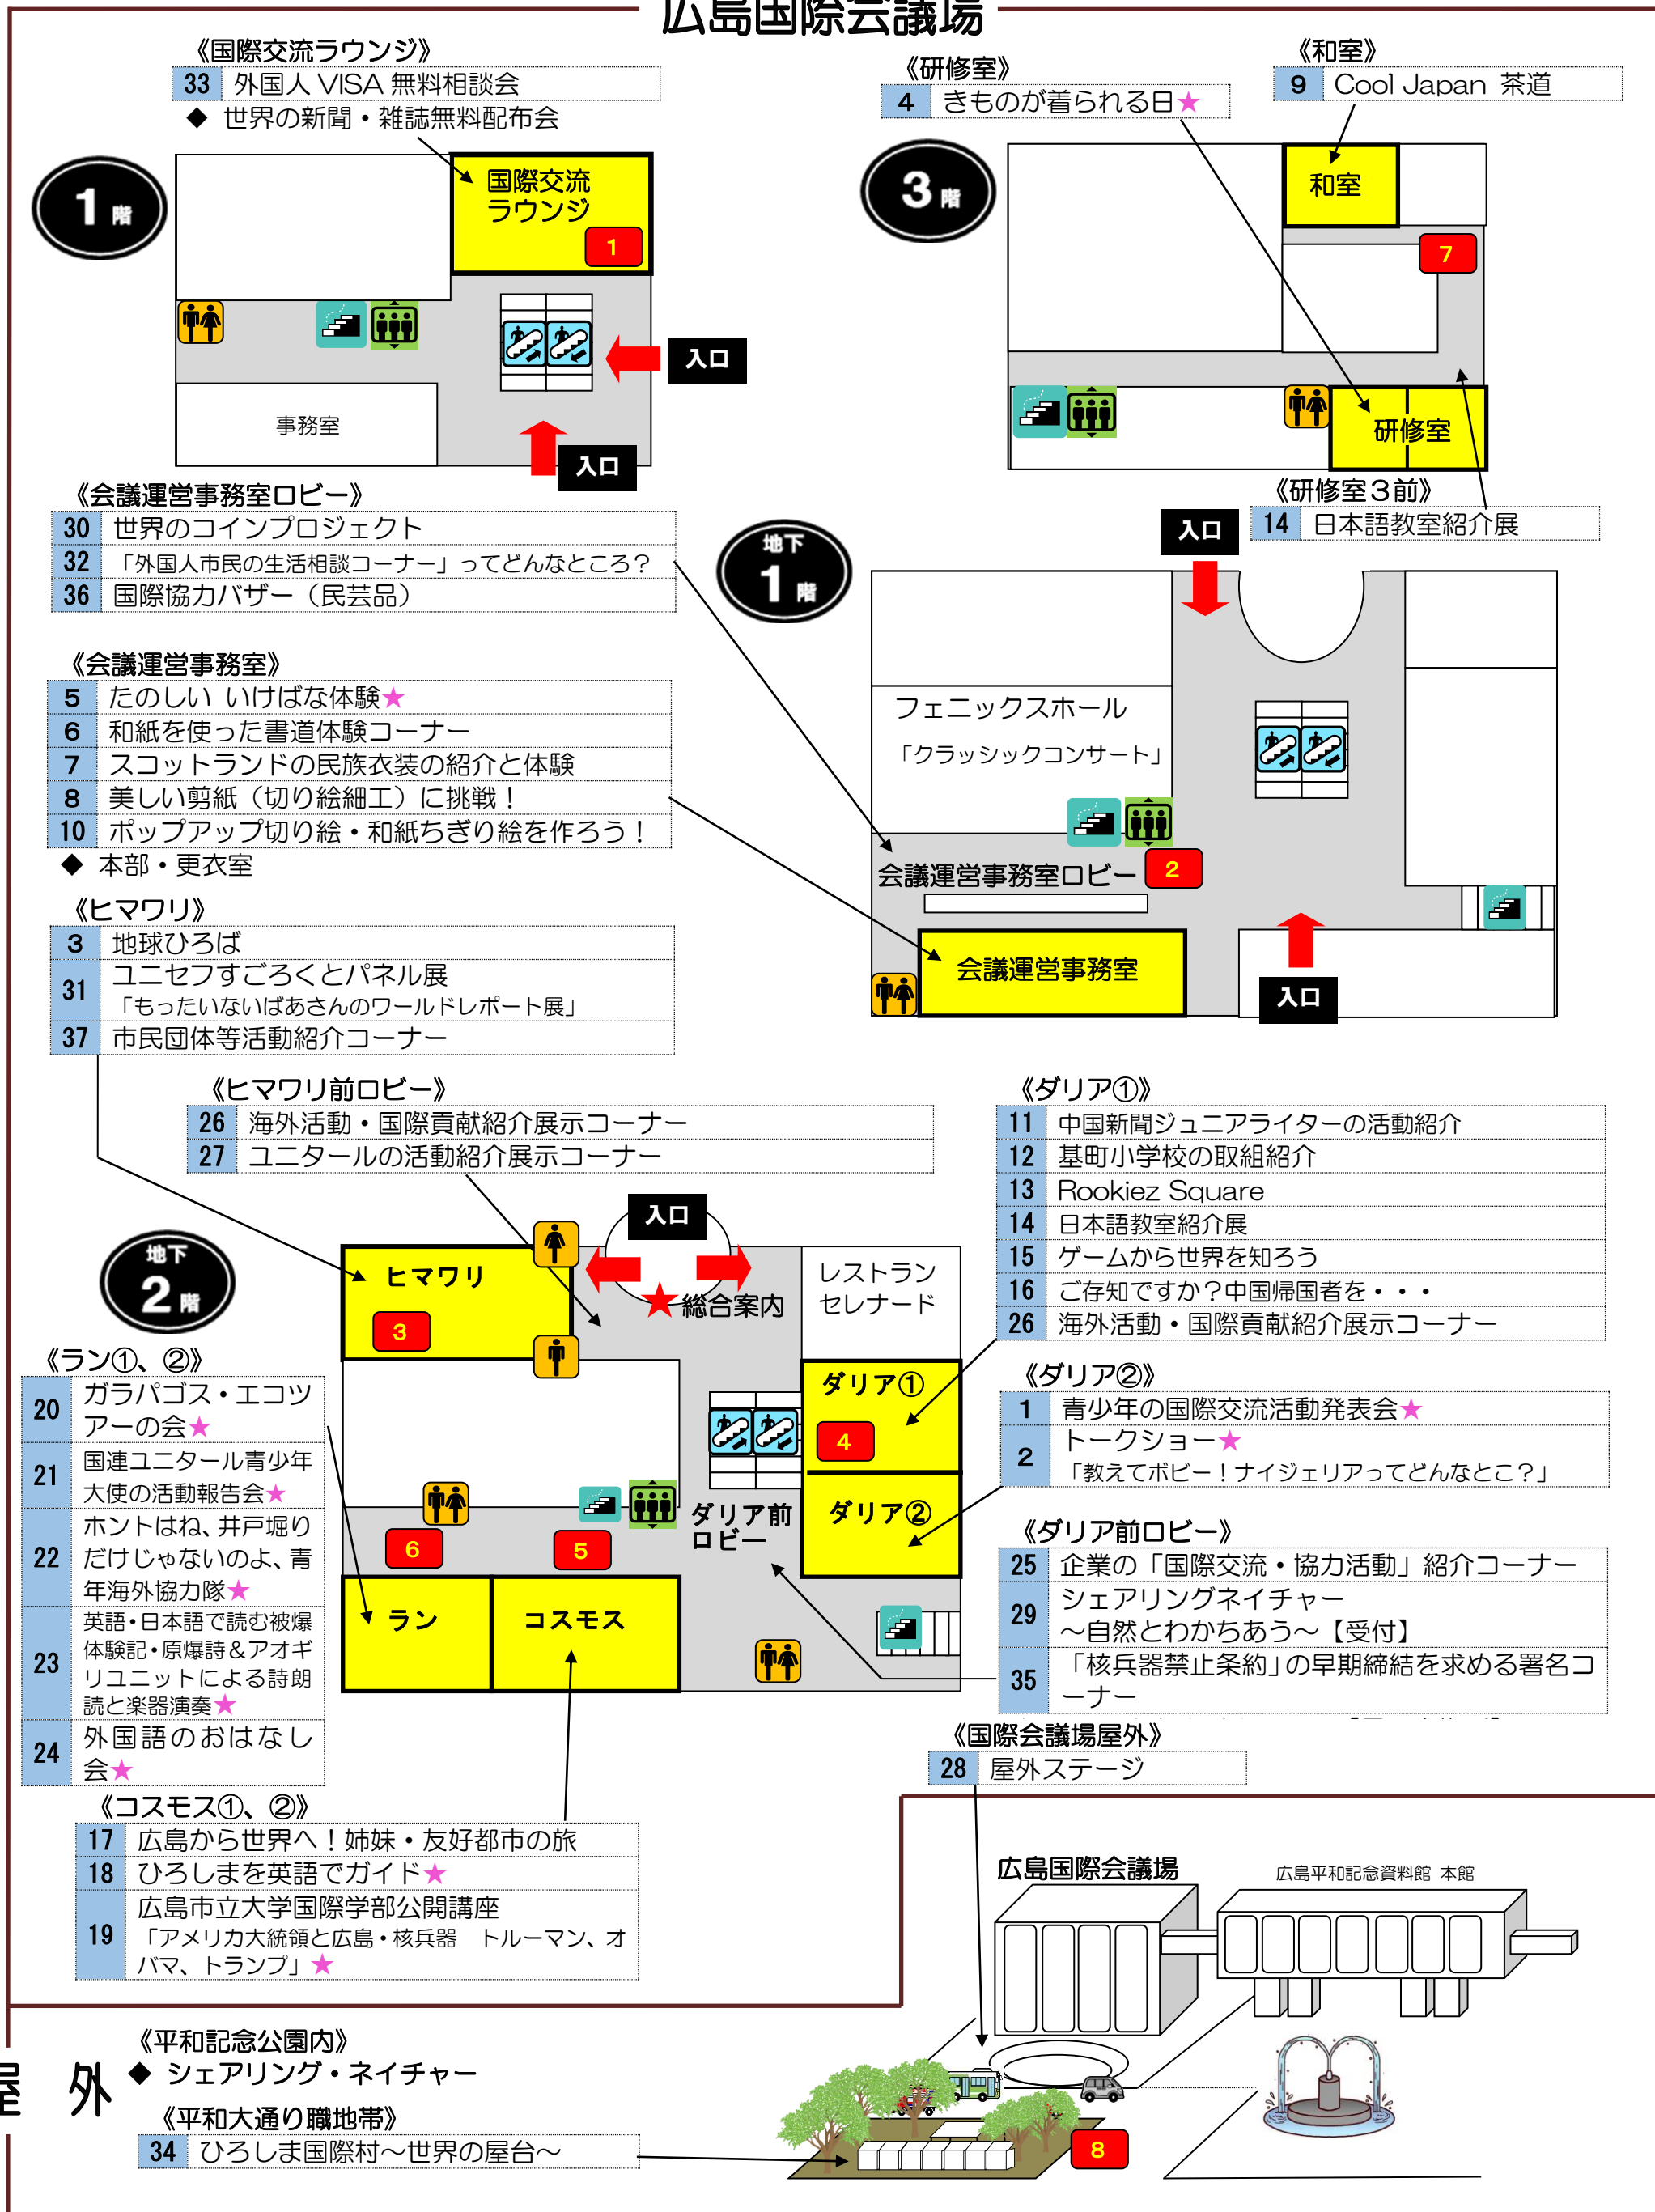 広島国際会議場
《国際交流ラウンジ》
33 外国人 VISA 無料相談会
◆ 世界の新聞・雑誌無料配布会
1階
国際交流
ラウンジ
1
入口
事務室
入口
《研修室》
4 きものが着られる日★
《和室》
9 Cool Japan 茶道
3階
和室
7
研修室
《研修室3前》
14 日本語教室紹介展
《会議運営事務室ロビー》
30 世界のコインプロジェクト
32 「外国人市民の生活相談コーナー」ってどんなところ？
36 国際協力バザー（民芸品）
《会議運営事務室》
5 たのしい いけばな体験★
6 和紙を使った書道体験コーナー
7 スコットランドの民族衣装の紹介と体験
8 美しい剪紙（切り絵細工）に挑戦！
10 ポップアップ切り絵・和紙ちぎり絵を作ろう！
◆ 本部・更衣室
地下
1階
入口
フェニックスホール
「クラッシックコンサート」
会議運営事務室ロビー
2
会議運営事務室
入口
《ヒマワリ》
3 地球ひろば
31 ユニセフすごろくとパネル展
「もったいないばあさんのワールドレポート展」
37 市民団体等活動紹介コーナー
《ヒマワリ前ロビー》
26 海外活動・国際貢献紹介展示コーナー
27 ユニタールの活動紹介展示コーナー
地下
2階
入口
ヒマワリ
3
★総合案内
レストラン
セレナード
ダリア①
4
ダリア②
ダリア前
ロビー
6
5
ラン
コスモス
《ダリア①》
11 中国新聞ジュニアライターの活動紹介
12 基町小学校の取組紹介
13 Rookiez Square
14 日本語教室紹介展
15 ゲームから世界を知ろう
16 ご存知ですか？中国帰国者を・・・
26 海外活動・国際貢献紹介展示コーナー
《ダリア②》
1 青少年の国際交流活動発表会★
2 トークショー★
「教えてボビー！ナイジェリアってどんなとこ？」
《ダリア前ロビー》
25 企業の「国際交流・協力活動」紹介コーナー
29 シェアリングネイチャー
～自然とわかちあう～【受付】
35 「核兵器禁止条約」の早期締結を求める署名コ
ーナー
《ラン①、②》
20 ガラパゴス・エコツ
アーの会★
21 国連ユニタール青少年
大使の活動報告会★
22 ホントはね、井戸堀り
だけじゃないのよ、青
年海外協力隊★
23 英語・日本語で読む被爆
体験記・原爆詩＆アオギ
リユニットによる詩朗
読と楽器演奏★
24 外国語のおはなし
会★
《コスモス①、②》
17 広島から世界へ！姉妹・友好都市の旅
18 ひろしまを英語でガイド★
19 広島市立大学国際学部公開講座
「アメリカ大統領と広島・核兵器　トルーマン、オ
バマ、トランプ」★
《国際会議場屋外》
28 屋外ステージ
広島国際会議場
広島平和記念資料館 本館
8
屋　外
《平和記念公園内》
◆ シェアリング・ネイチャー
《平和大通り職地帯》
34 ひろしま国際村～世界の屋台～